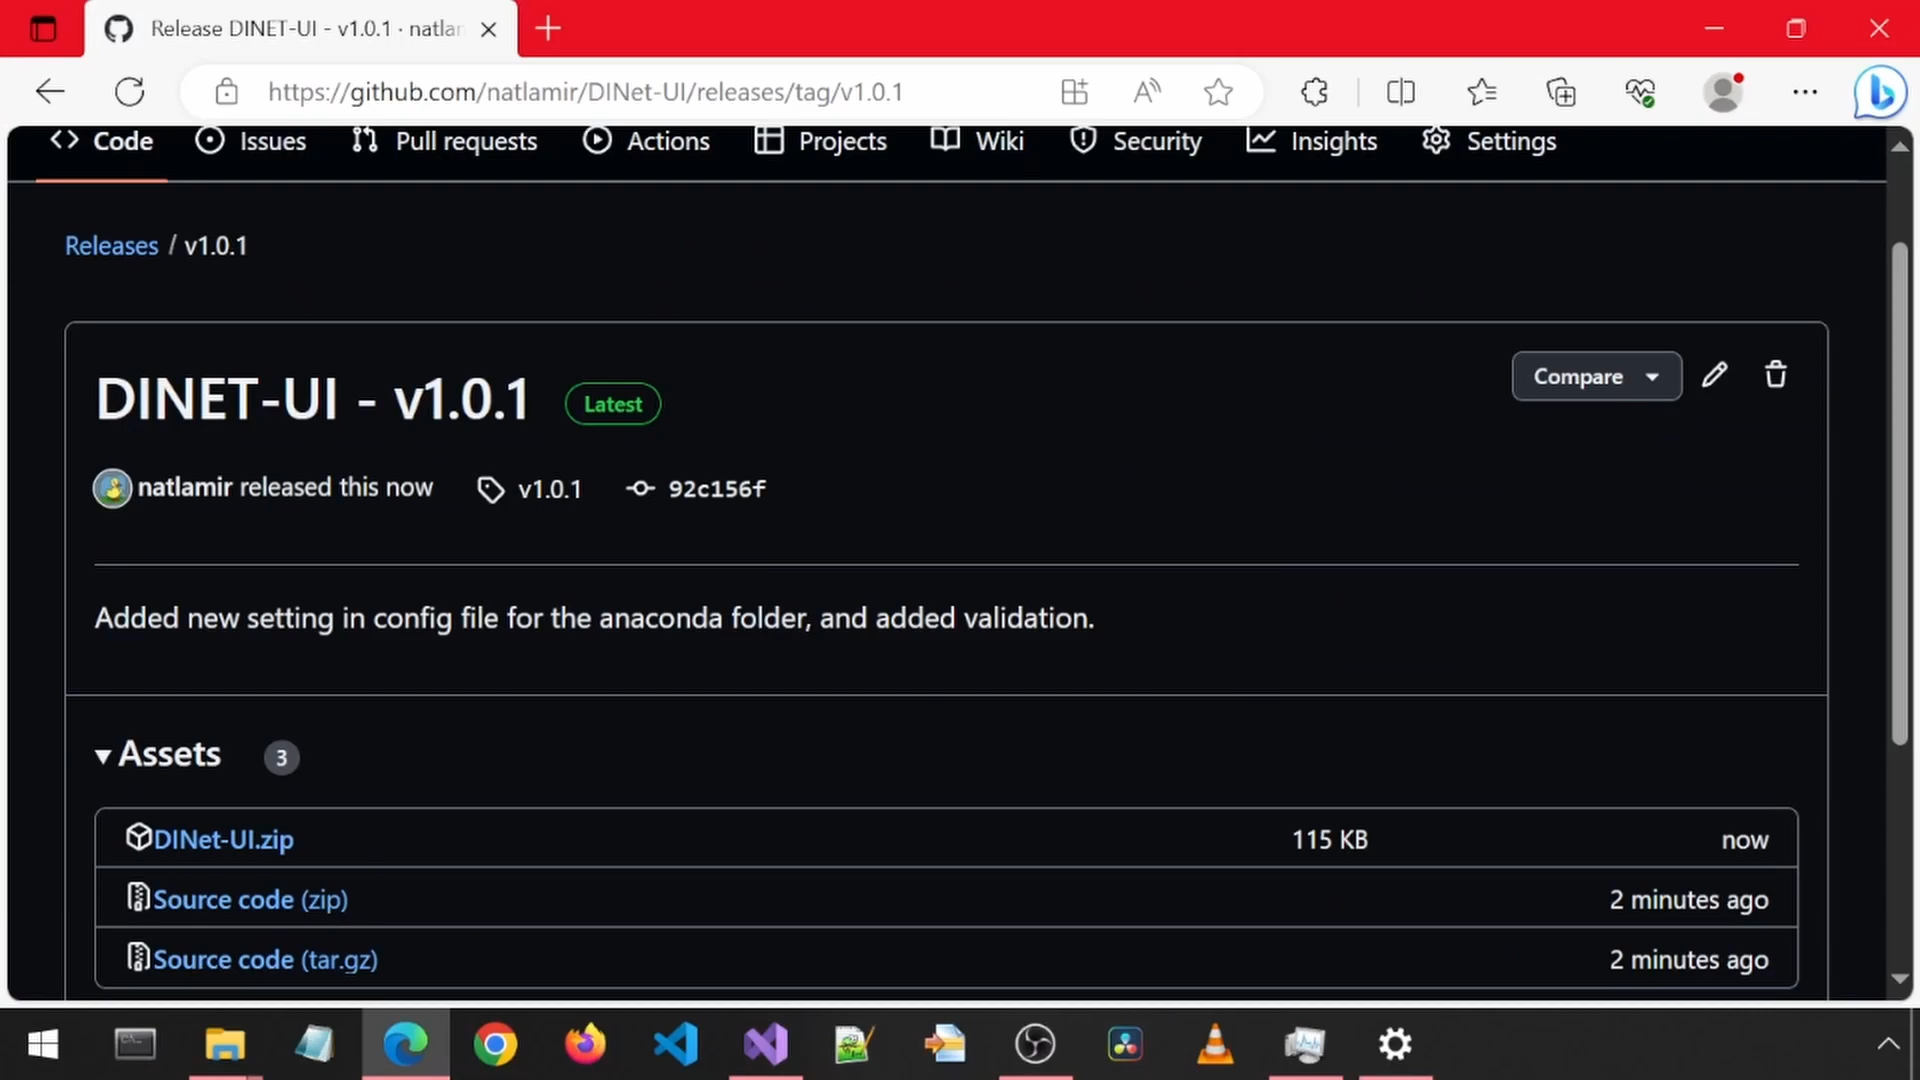 Release DINET-UI - v1.0.1 · natlar
https://github.com/natlamir/DINet-UI/releases/tag/v1.0.1
Code Issues Pull requests Actions Projects Wiki Security Insights Settings
Releases / v1.0.1
DINET-UI - v1.0.1 Latest
Compare
natlamir released this now v1.0.1 92c156f
Added new setting in config file for the anaconda folder, and added validation.
Assets 3
DINet-UI.zip 115 KB now
Source code (zip) 2 minutes ago
Source code (tar.gz) 2 minutes ago